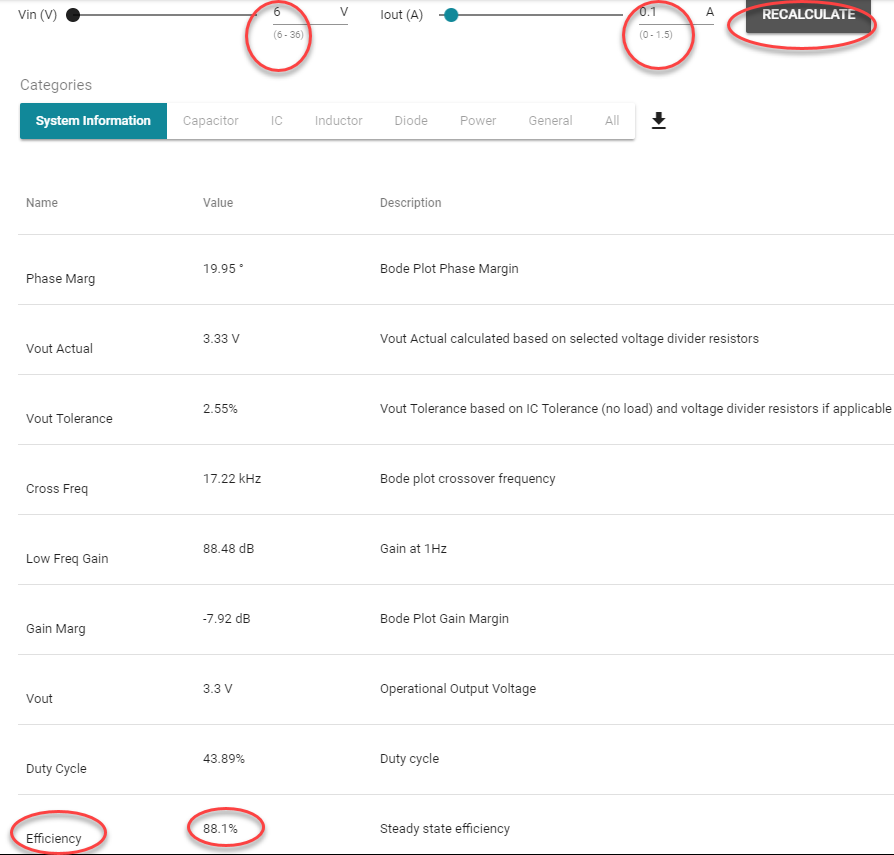 Vin (V) 6 V Iout (A) 0.1 A RECALCULATE
(6 - 36) (0 - 1.5)
Categories
System Information Capacitor IC Inductor Diode Power General All
Name Value Description
Phase Marg 19.95 ° Bode Plot Phase Margin
Vout Actual 3.33 V Vout Actual calculated based on selected voltage divider resistors
Vout Tolerance 2.55% Vout Tolerance based on IC Tolerance (no load) and voltage divider resistors if applicable
Cross Freq 17.22 kHz Bode plot crossover frequency
Low Freq Gain 88.48 dB Gain at 1Hz
Gain Marg -7.92 dB Bode Plot Gain Margin
Vout 3.3 V Operational Output Voltage
Duty Cycle 43.89% Duty cycle
Efficiency 88.1% Steady state efficiency